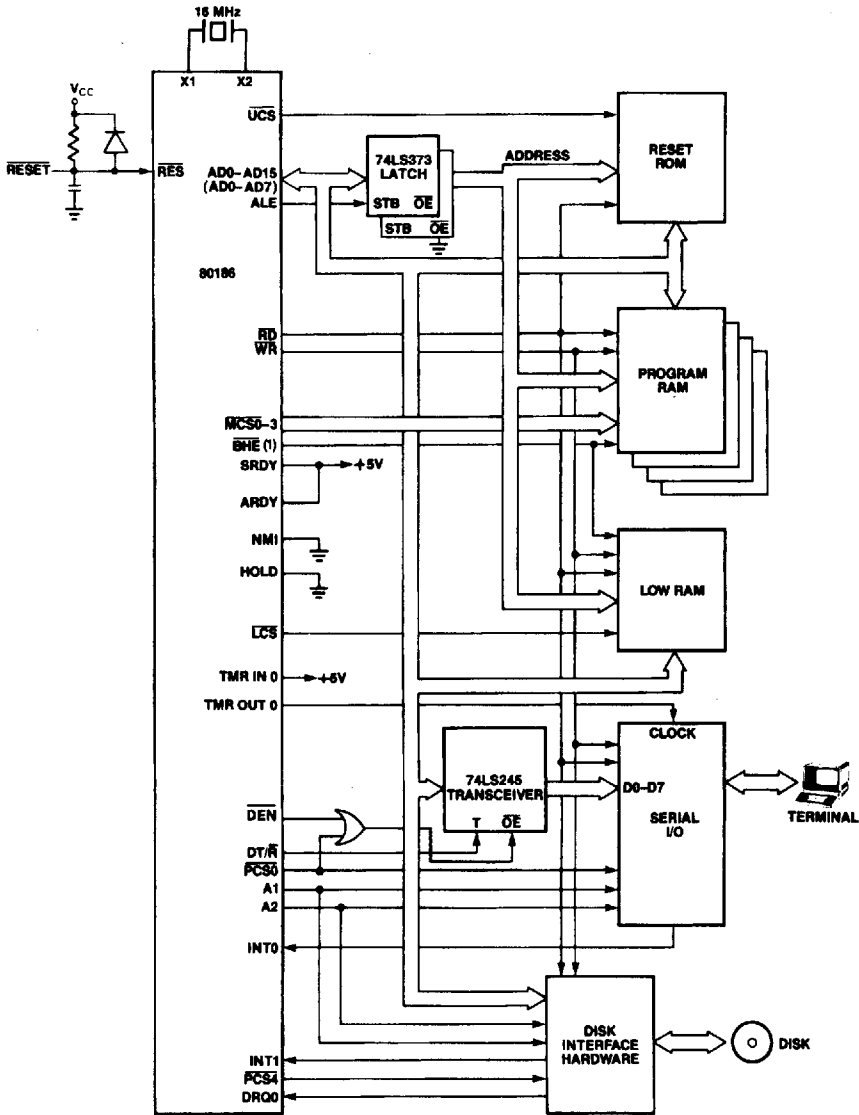 16 MHz
X1
X2
VCC
RESET
RES
UCS
AD0-AD15
(AD0-AD7)
ALE
74LS373
LATCH
STB OE
STB OE
ADDRESS
RESET
ROM
80186
RD
WR
PROGRAM
RAM
MCS0-3
BHE (1)
SRDY
+5V
ARDY
NMI
HOLD
LOW RAM
LCS
TMR IN 0
+5V
TMR OUT 0
CLOCK
74LS245
TRANSCEIVER
D0-D7
SERIAL
I/O
TERMINAL
T OE
DEN
DT/R
PCS0
A1
A2
INT0
DISK
INTERFACE
HARDWARE
DISK
INT1
PCS4
DRQ0